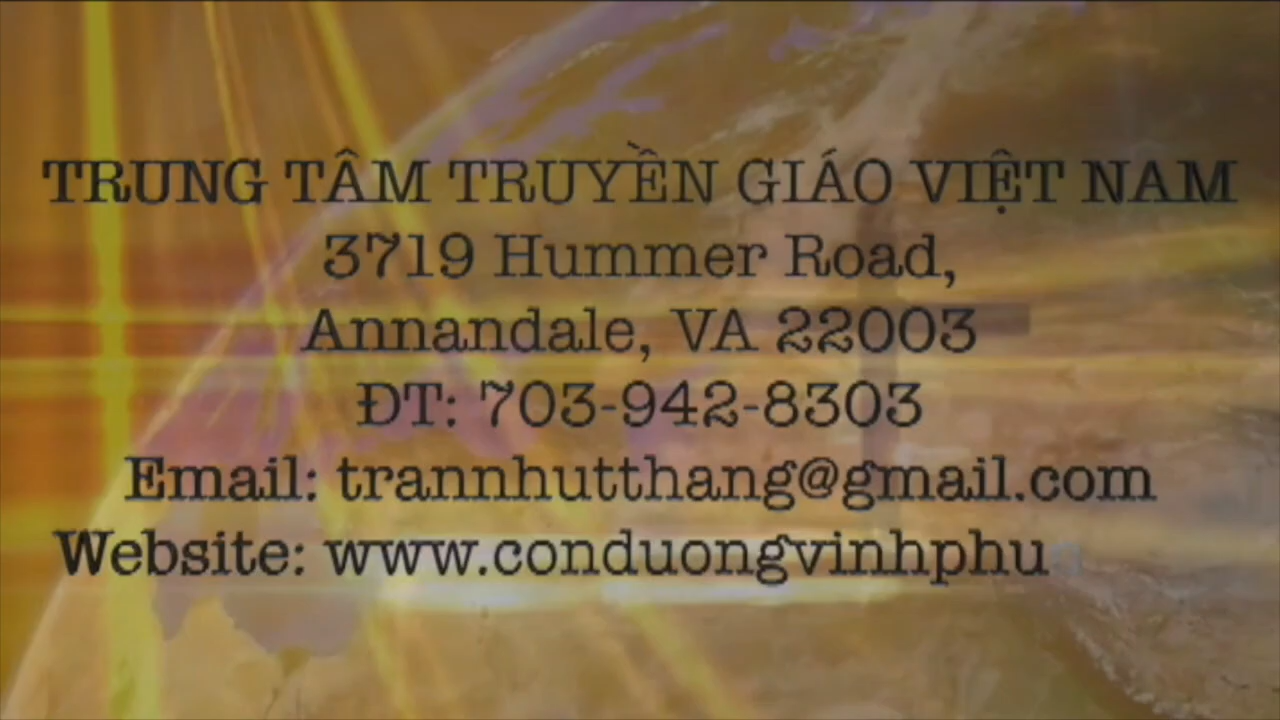 TRUNG TÂM TRUYỀN GIÁO VIỆT NAM
3719 Hummer Road,
Annandale, VA 22003
ĐT: 703-942-8303
Email: trannhutthang@gmail.com
Website: www.conduongvinhphu